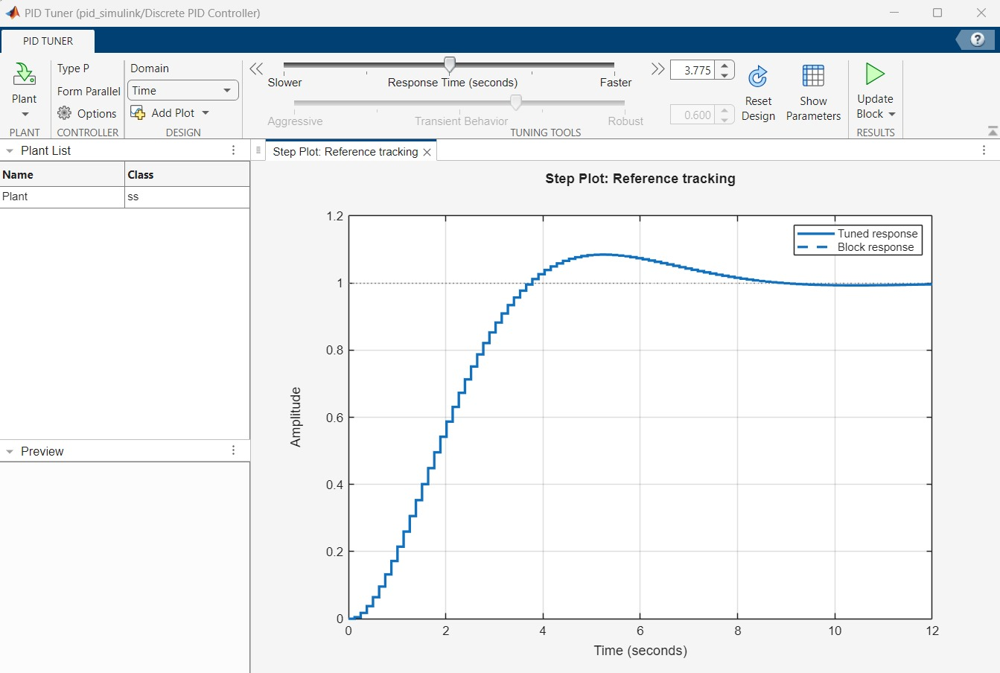 PID Tuner (pid_simulink/Discrete PID Controller)
PID TUNER
?
Plant
PLANT
Type P
Form Parallel
Options
CONTROLLER
Domain
Time
Add Plot
DESIGN
Slower
Response Time (seconds)
Faster
3.775
Aggressive
Transient Behavior
Robust
0.600
Reset
Design
Show
Parameters
TUNING TOOLS
Update
Block
RESULTS
Plant List
Name Class
Plant ss
Preview
Step Plot: Reference tracking
Step Plot: Reference tracking
Tuned response
Block response
1.2
1
0.8
0.6
0.4
0.2
0
Amplitude
0 2 4 6 8 10 12
Time (seconds)